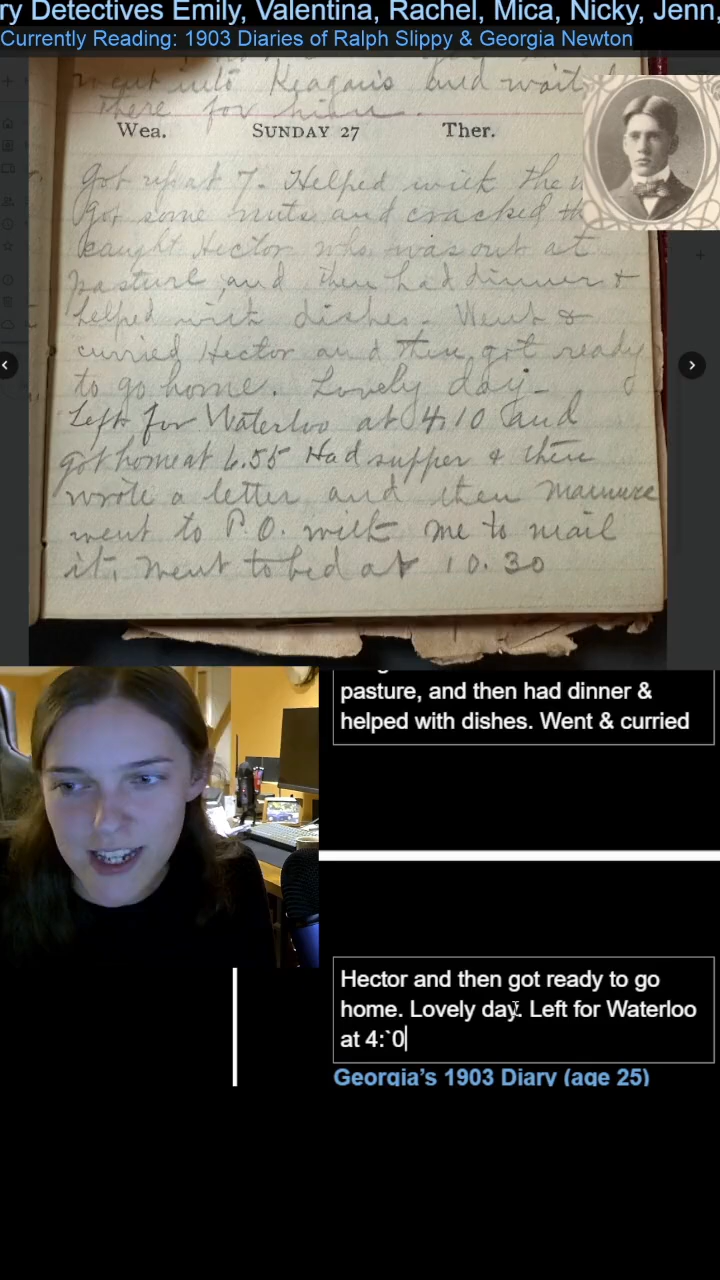 ry Detectives Emily, Valentina, Rachel, Mica, Nicky, Jenn,
Currently Reading: 1903 Diaries of Ralph Slippy & Georgia Newton
went into Keagan's and wait
there for him.
Wea. SUNDAY 27 Ther.
Got up at 7. Helped with the
Got some nuts and cracked th
caught Hector who was out at
pasture, and then had dinner &
helped with dishes. Went &
curried Hector and then got ready
to go home. Lovely day.
Left for Waterloo at 4.10 and
got home at 6.55 Had supper & then
wrote a letter and then
went to P.O. with me to mail
it. Went to bed at 10.30
pasture, and then had dinner &
helped with dishes. Went & curried
Hector and then got ready to go
home. Lovely day. Left for Waterloo
at 4:`0
Georgia's 1903 Diary (age 25)